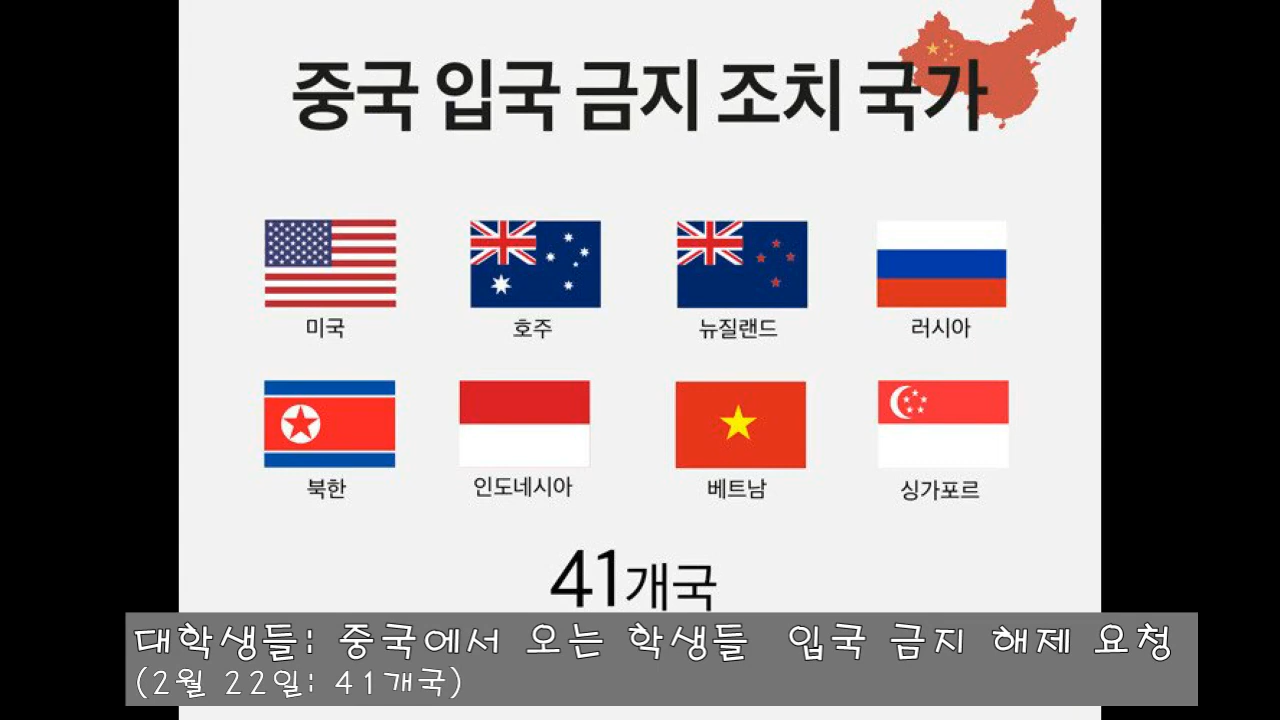 중국 입국 금지 조치 국가
미국
호주
뉴질랜드
러시아
북한
인도네시아
베트남
싱가포르
41개국
대학생들: 중국에서 오는 학생들 입국 금지 해제 요청
(2월 22일: 41개국)